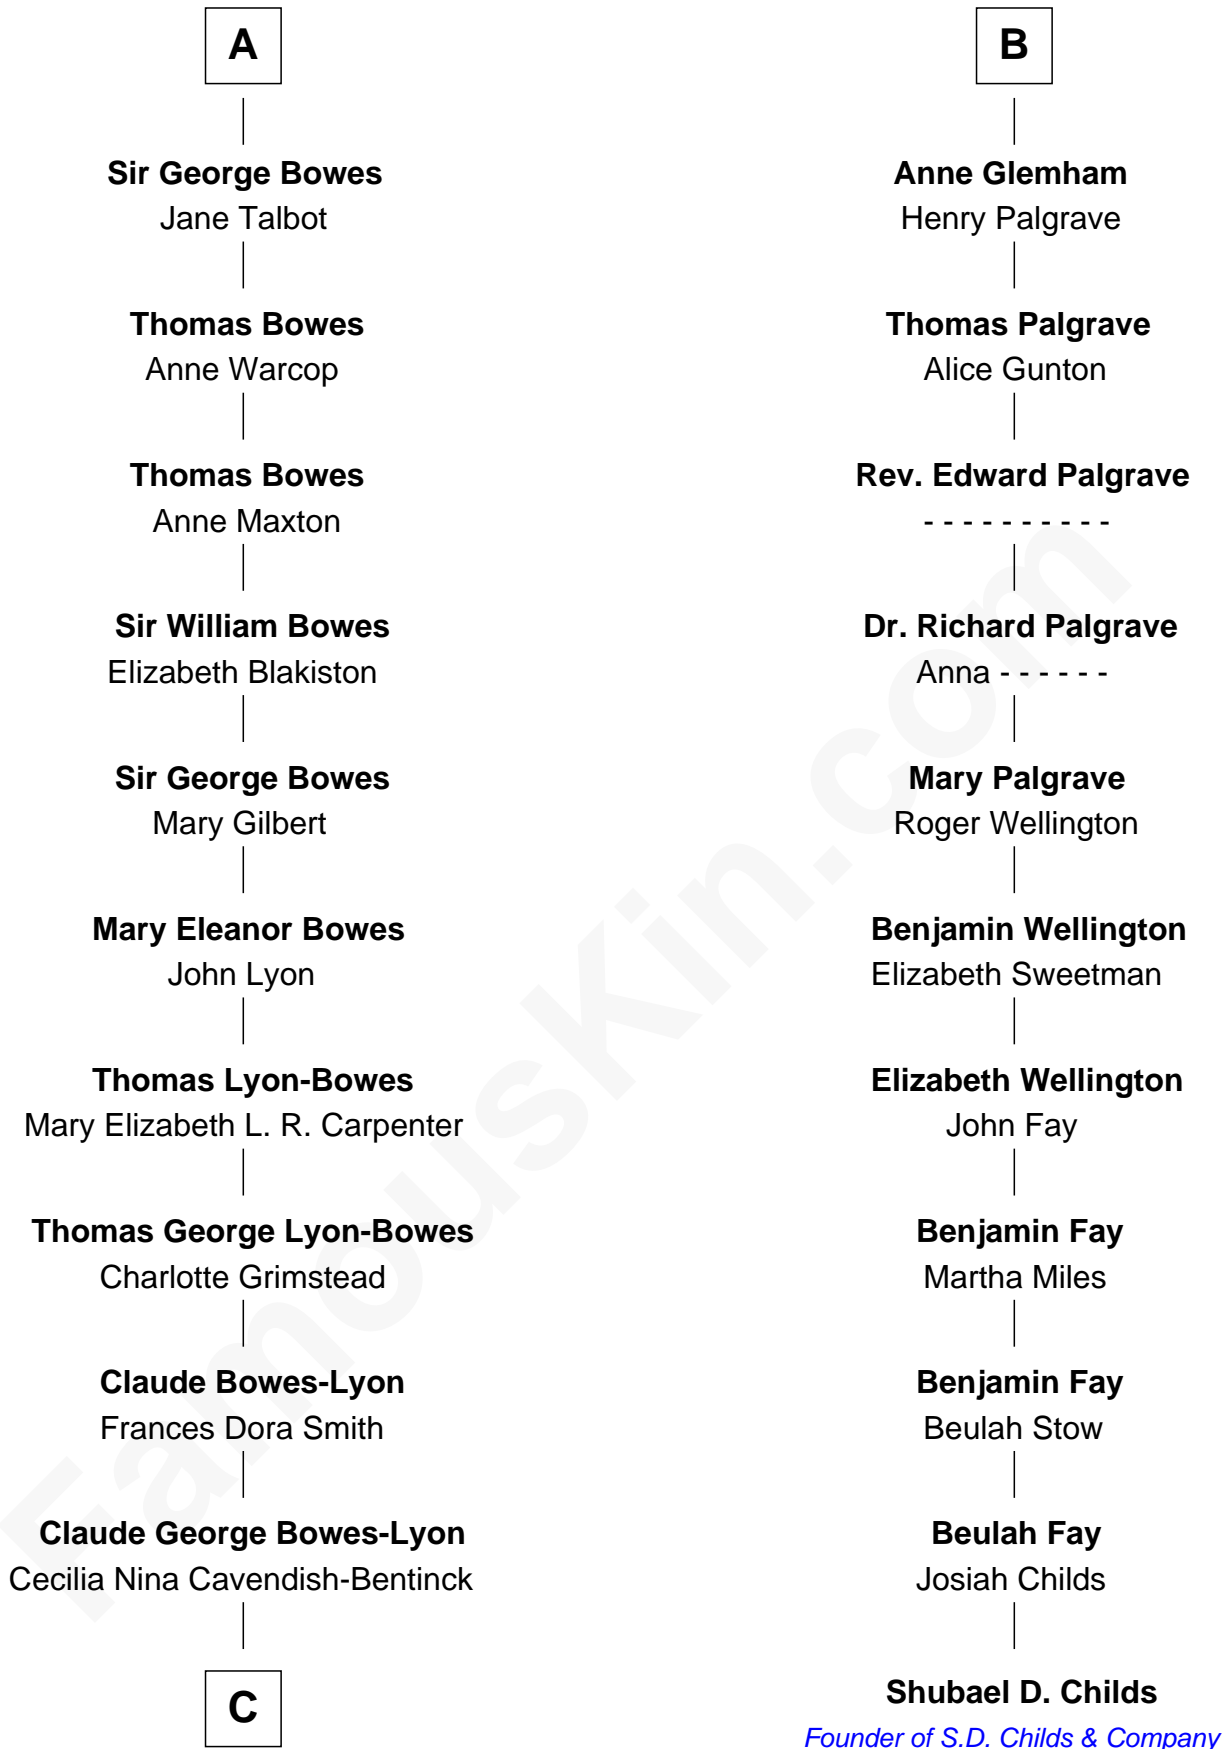 A
Sir George Bowes
Jane Talbot
Thomas Bowes
Anne Warcop
Thomas Bowes
Anne Maxton
Sir William Bowes
Elizabeth Blakiston
Sir George Bowes
Mary Gilbert
Mary Eleanor Bowes
John Lyon
Thomas Lyon-Bowes
Mary Elizabeth L. R. Carpenter
Thomas George Lyon-Bowes
Charlotte Grimstead
Claude Bowes-Lyon
Frances Dora Smith
Claude George Bowes-Lyon
Cecilia Nina Cavendish-Bentinck
C
B
Anne Glemham
Henry Palgrave
Thomas Palgrave
Alice Gunton
Rev. Edward Palgrave
- - - - - - - - - -
Dr. Richard Palgrave
Anna - - - - - -
Mary Palgrave
Roger Wellington
Benjamin Wellington
Elizabeth Sweetman
Elizabeth Wellington
John Fay
Benjamin Fay
Martha Miles
Benjamin Fay
Beulah Stow
Beulah Fay
Josiah Childs
Shubael D. Childs
Founder of S.D. Childs & Company
FamousKin.com